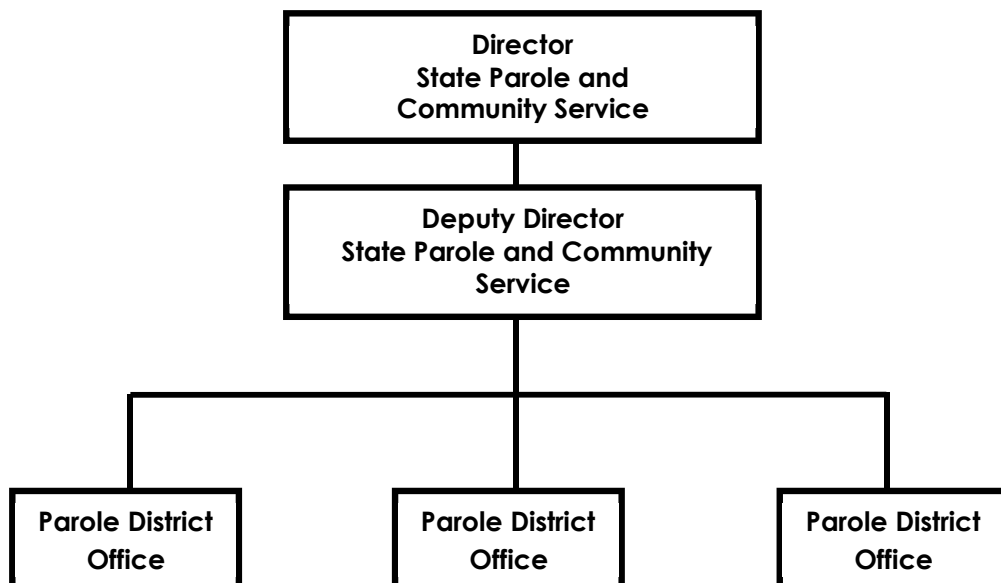 Director
State Parole and
Community Service
Deputy Director
State Parole and Community
Service
Parole District
Office
Parole District
Office
Parole District
Office